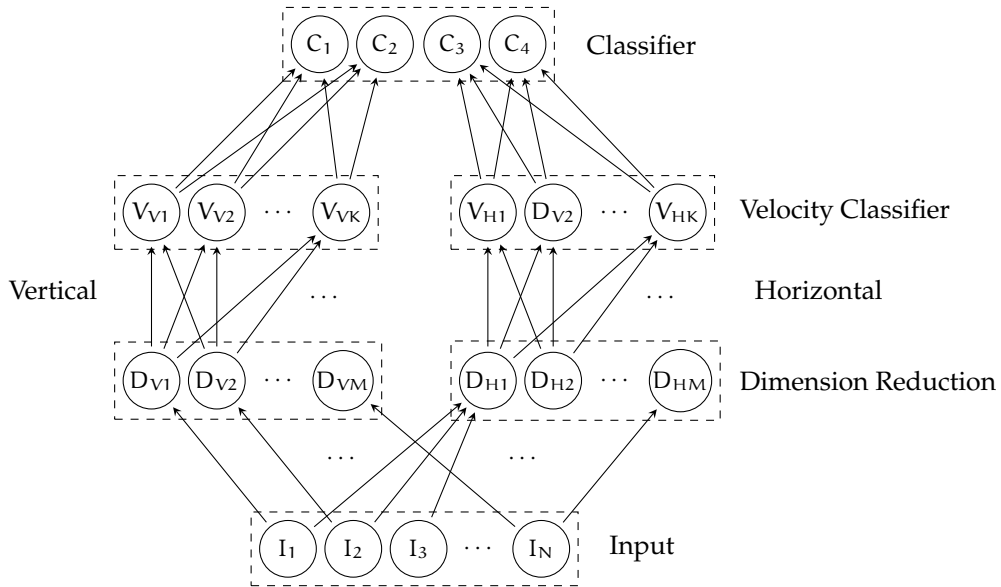 C1 C2 C3 C4 Classifier
VV1 VV2 ··· VVK VH1 DV2 ··· VHK Velocity Classifier
Vertical ··· ··· Horizontal
DV1 DV2 ··· DVM DH1 DH2 ··· DHM Dimension Reduction
··· ···
I1 I2 I3 ··· IN Input